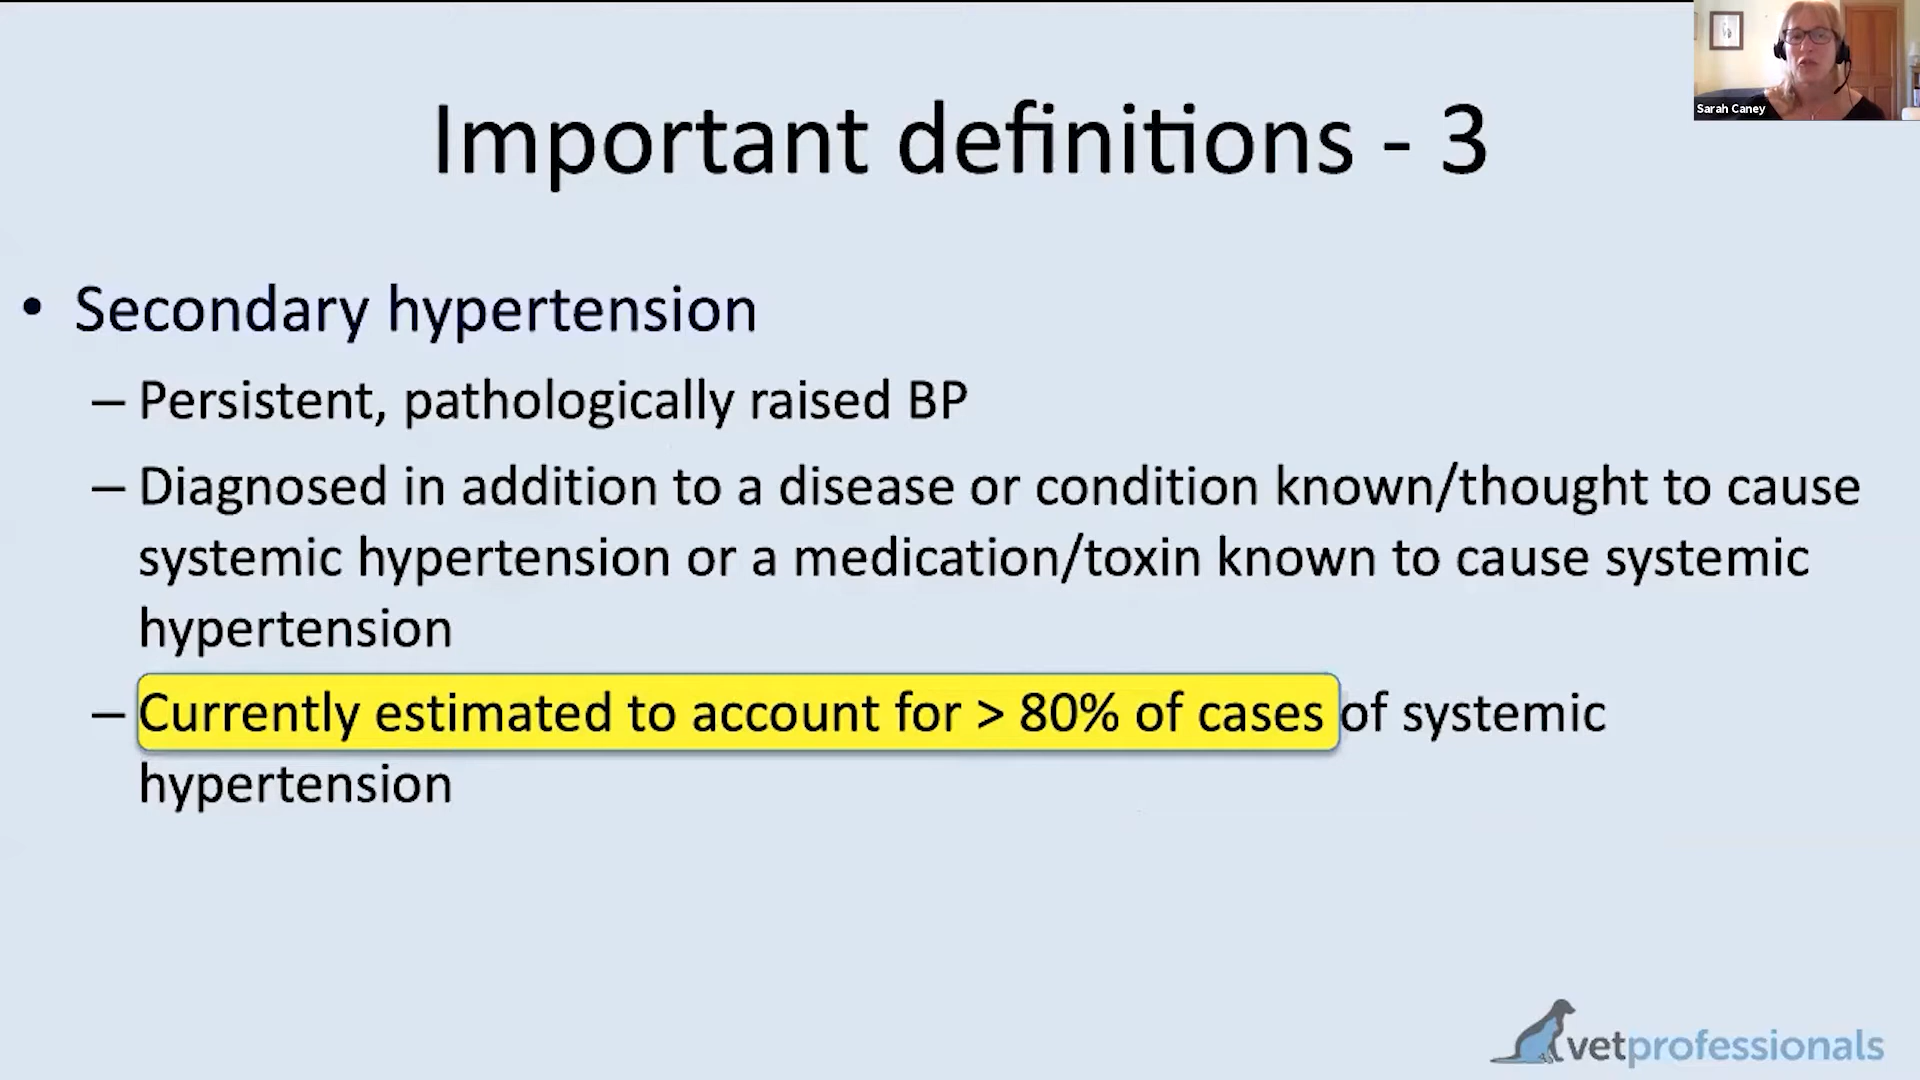 Sarah Caney
Important definitions - 3
• Secondary hypertension
– Persistent, pathologically raised BP
– Diagnosed in addition to a disease or condition known/thought to cause
systemic hypertension or a medication/toxin known to cause systemic
hypertension
– Currently estimated to account for > 80% of cases of systemic
hypertension
vetprofessionals